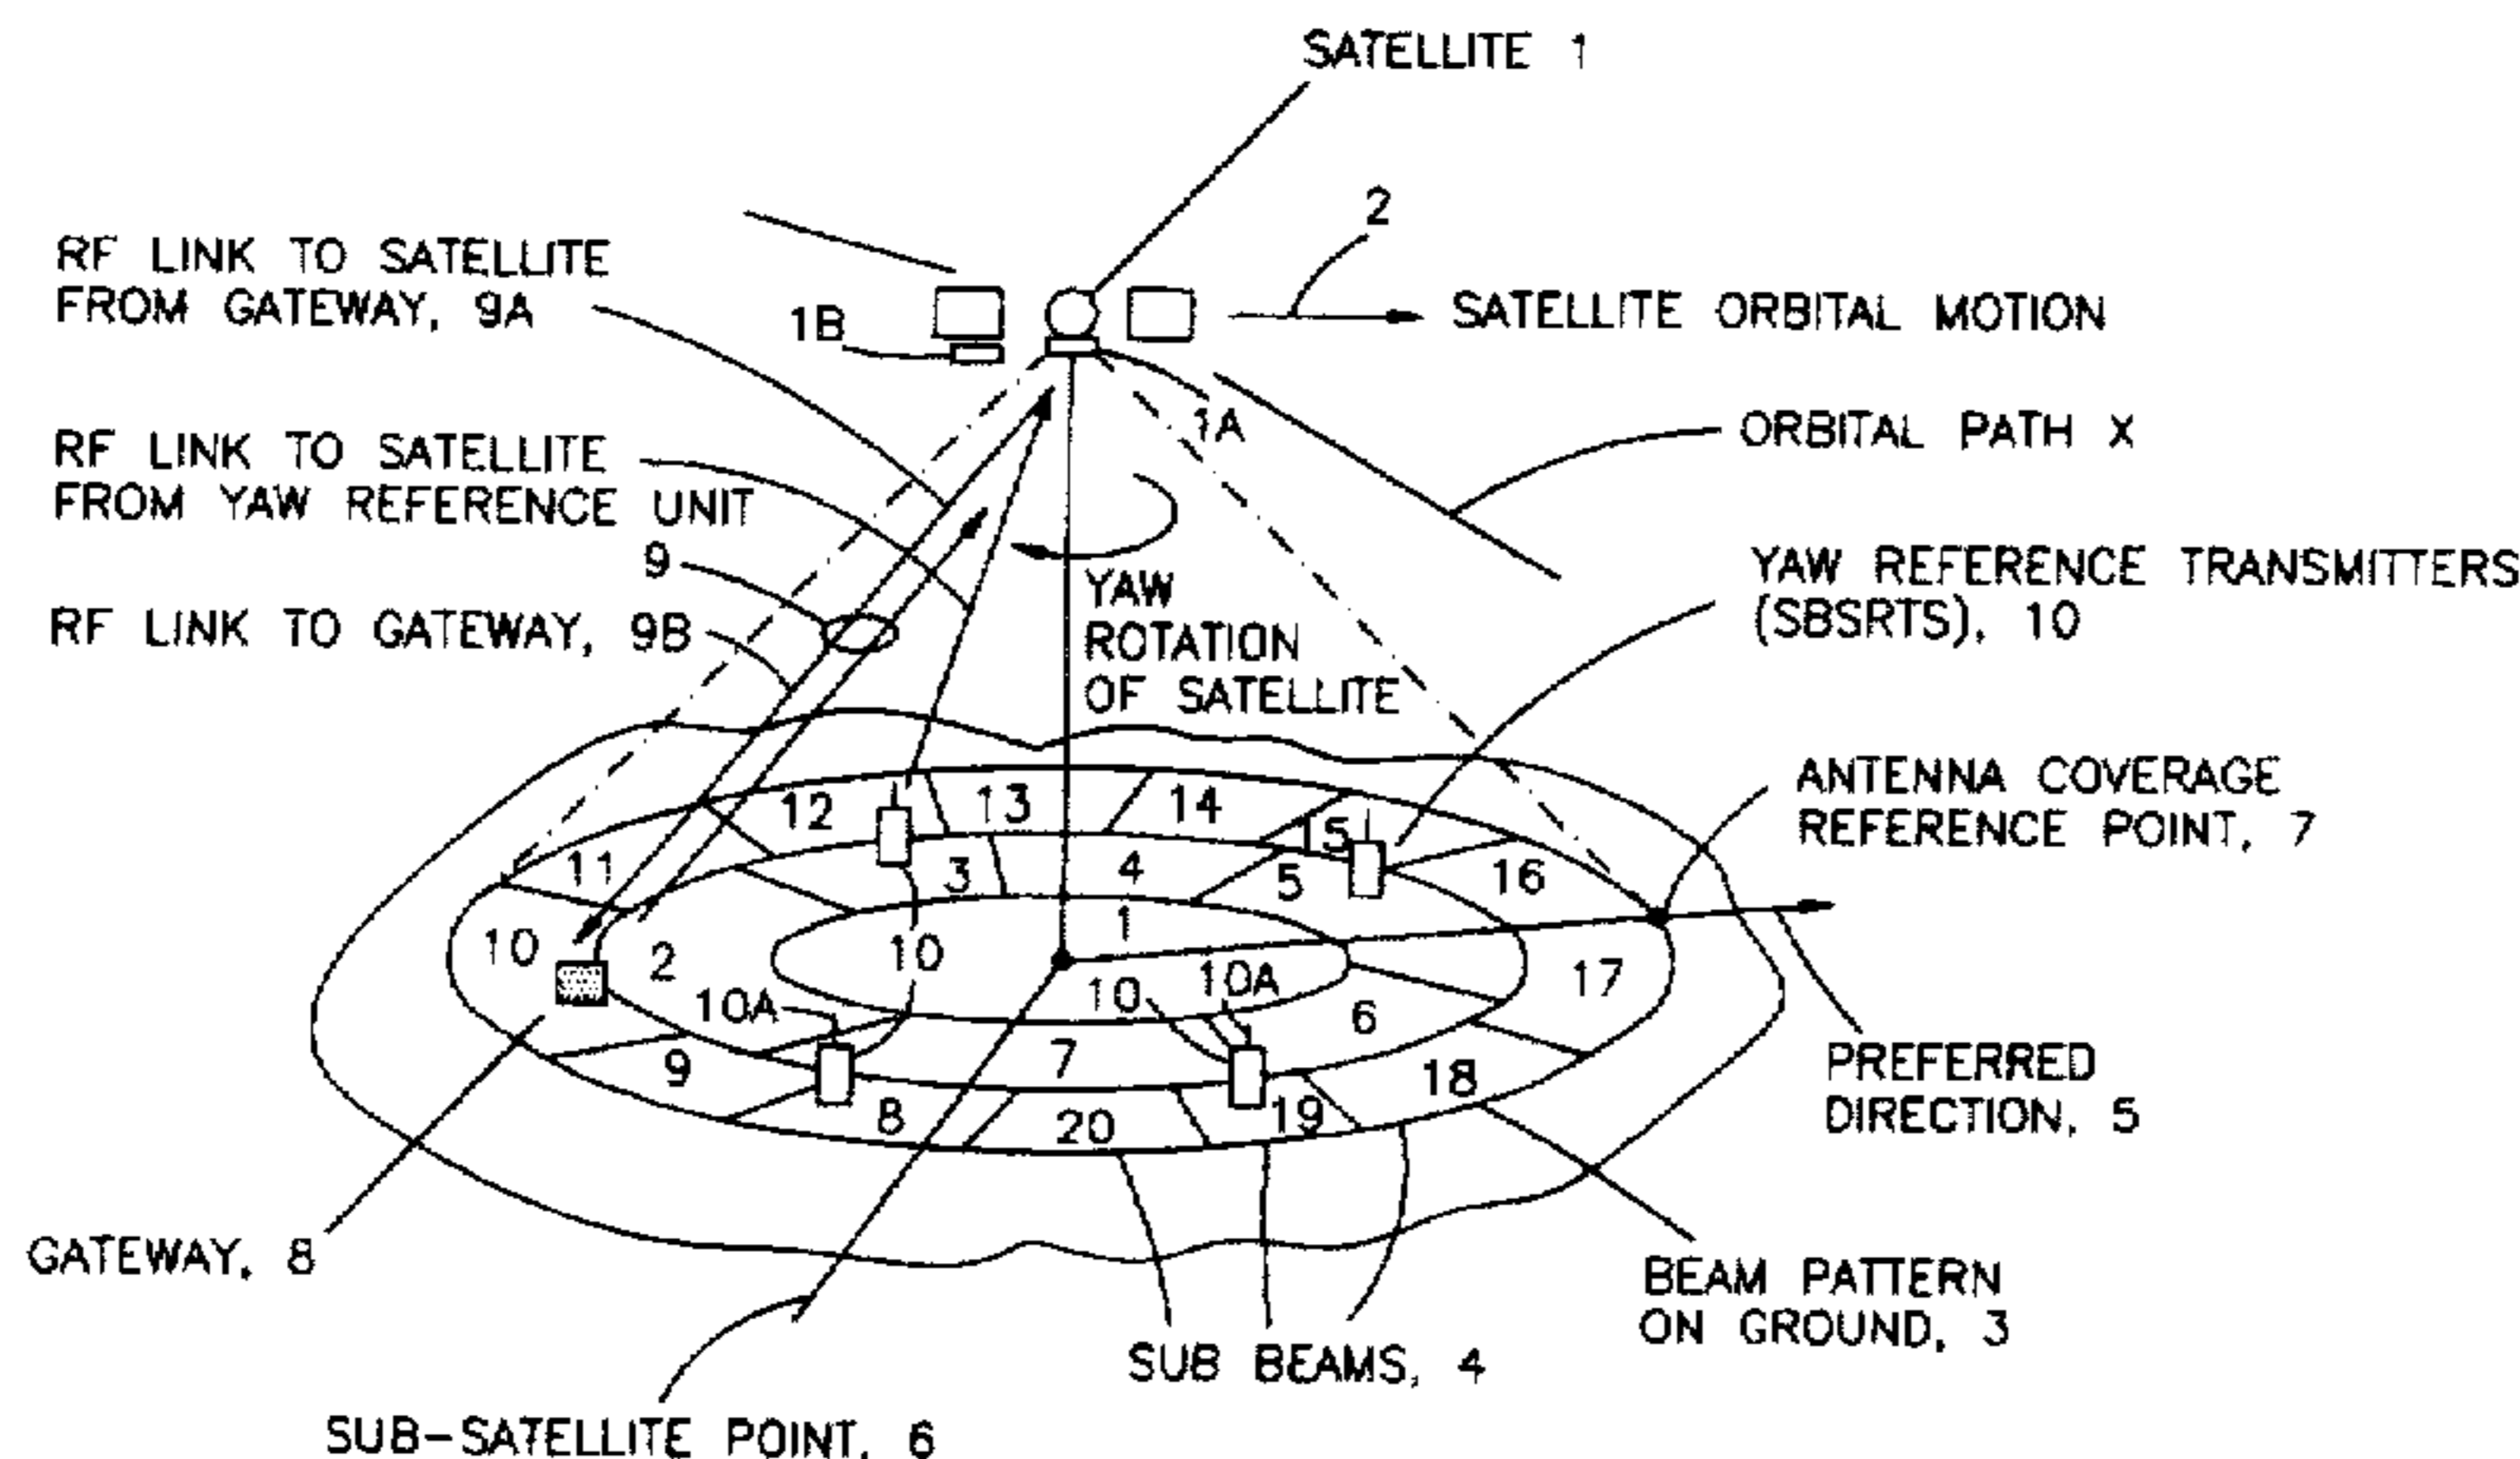 SATELLITE 1
2
RF LINK TO SATELLITE
FROM GATEWAY, 9A
1B
SATELLITE ORBITAL MOTION
1A
ORBITAL PATH X
RF LINK TO SATELLITE
FROM YAW REFERENCE UNIT
9
YAW REFERENCE TRANSMITTERS
(SBSRTS), 10
RF LINK TO GATEWAY, 9B
YAW
ROTATION
OF SATELLITE
ANTENNA COVERAGE
REFERENCE POINT, 7
12
13
14
15
11
3
4
5
16
10
2
10
1
10A
17
10A
10
6
9
7
18
8
20
19
PREFERRED
DIRECTION, 5
GATEWAY, 8
BEAM PATTERN
ON GROUND, 3
SUB BEAMS, 4
SUB-SATELLITE POINT, 6